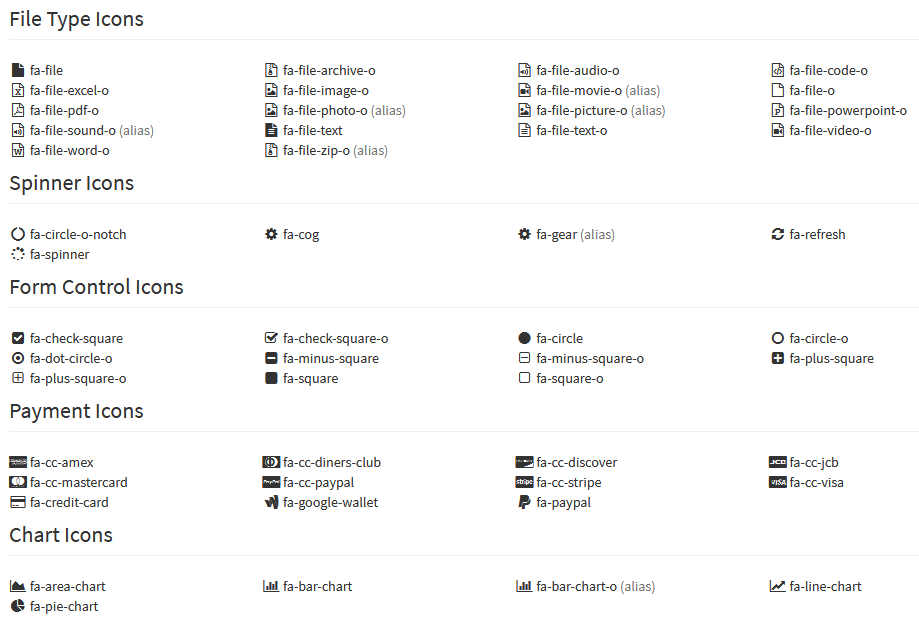 File Type Icons
fa-file fa-file-archive-o fa-file-audio-o fa-file-code-o
fa-file-excel-o fa-file-image-o fa-file-movie-o (alias) fa-file-o
fa-file-pdf-o fa-file-photo-o (alias) fa-file-picture-o (alias) fa-file-powerpoint-o
fa-file-sound-o (alias) fa-file-text fa-file-text-o fa-file-video-o
fa-file-word-o fa-file-zip-o (alias)
Spinner Icons
fa-circle-o-notch fa-cog fa-gear (alias) fa-refresh
fa-spinner
Form Control Icons
fa-check-square fa-check-square-o fa-circle fa-circle-o
fa-dot-circle-o fa-minus-square fa-minus-square-o fa-plus-square
fa-plus-square-o fa-square fa-square-o
Payment Icons
fa-cc-amex fa-cc-diners-club fa-cc-discover JCB fa-cc-jcb
fa-cc-mastercard PayPal fa-cc-paypal stripe fa-cc-stripe VISA fa-cc-visa
fa-credit-card fa-google-wallet fa-paypal
Chart Icons
fa-area-chart fa-bar-chart fa-bar-chart-o (alias) fa-line-chart
fa-pie-chart